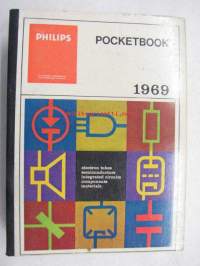 PHILIPS
POCKETBOOK
1969
electron tubes
semiconductors
integrated circuits
components
materials